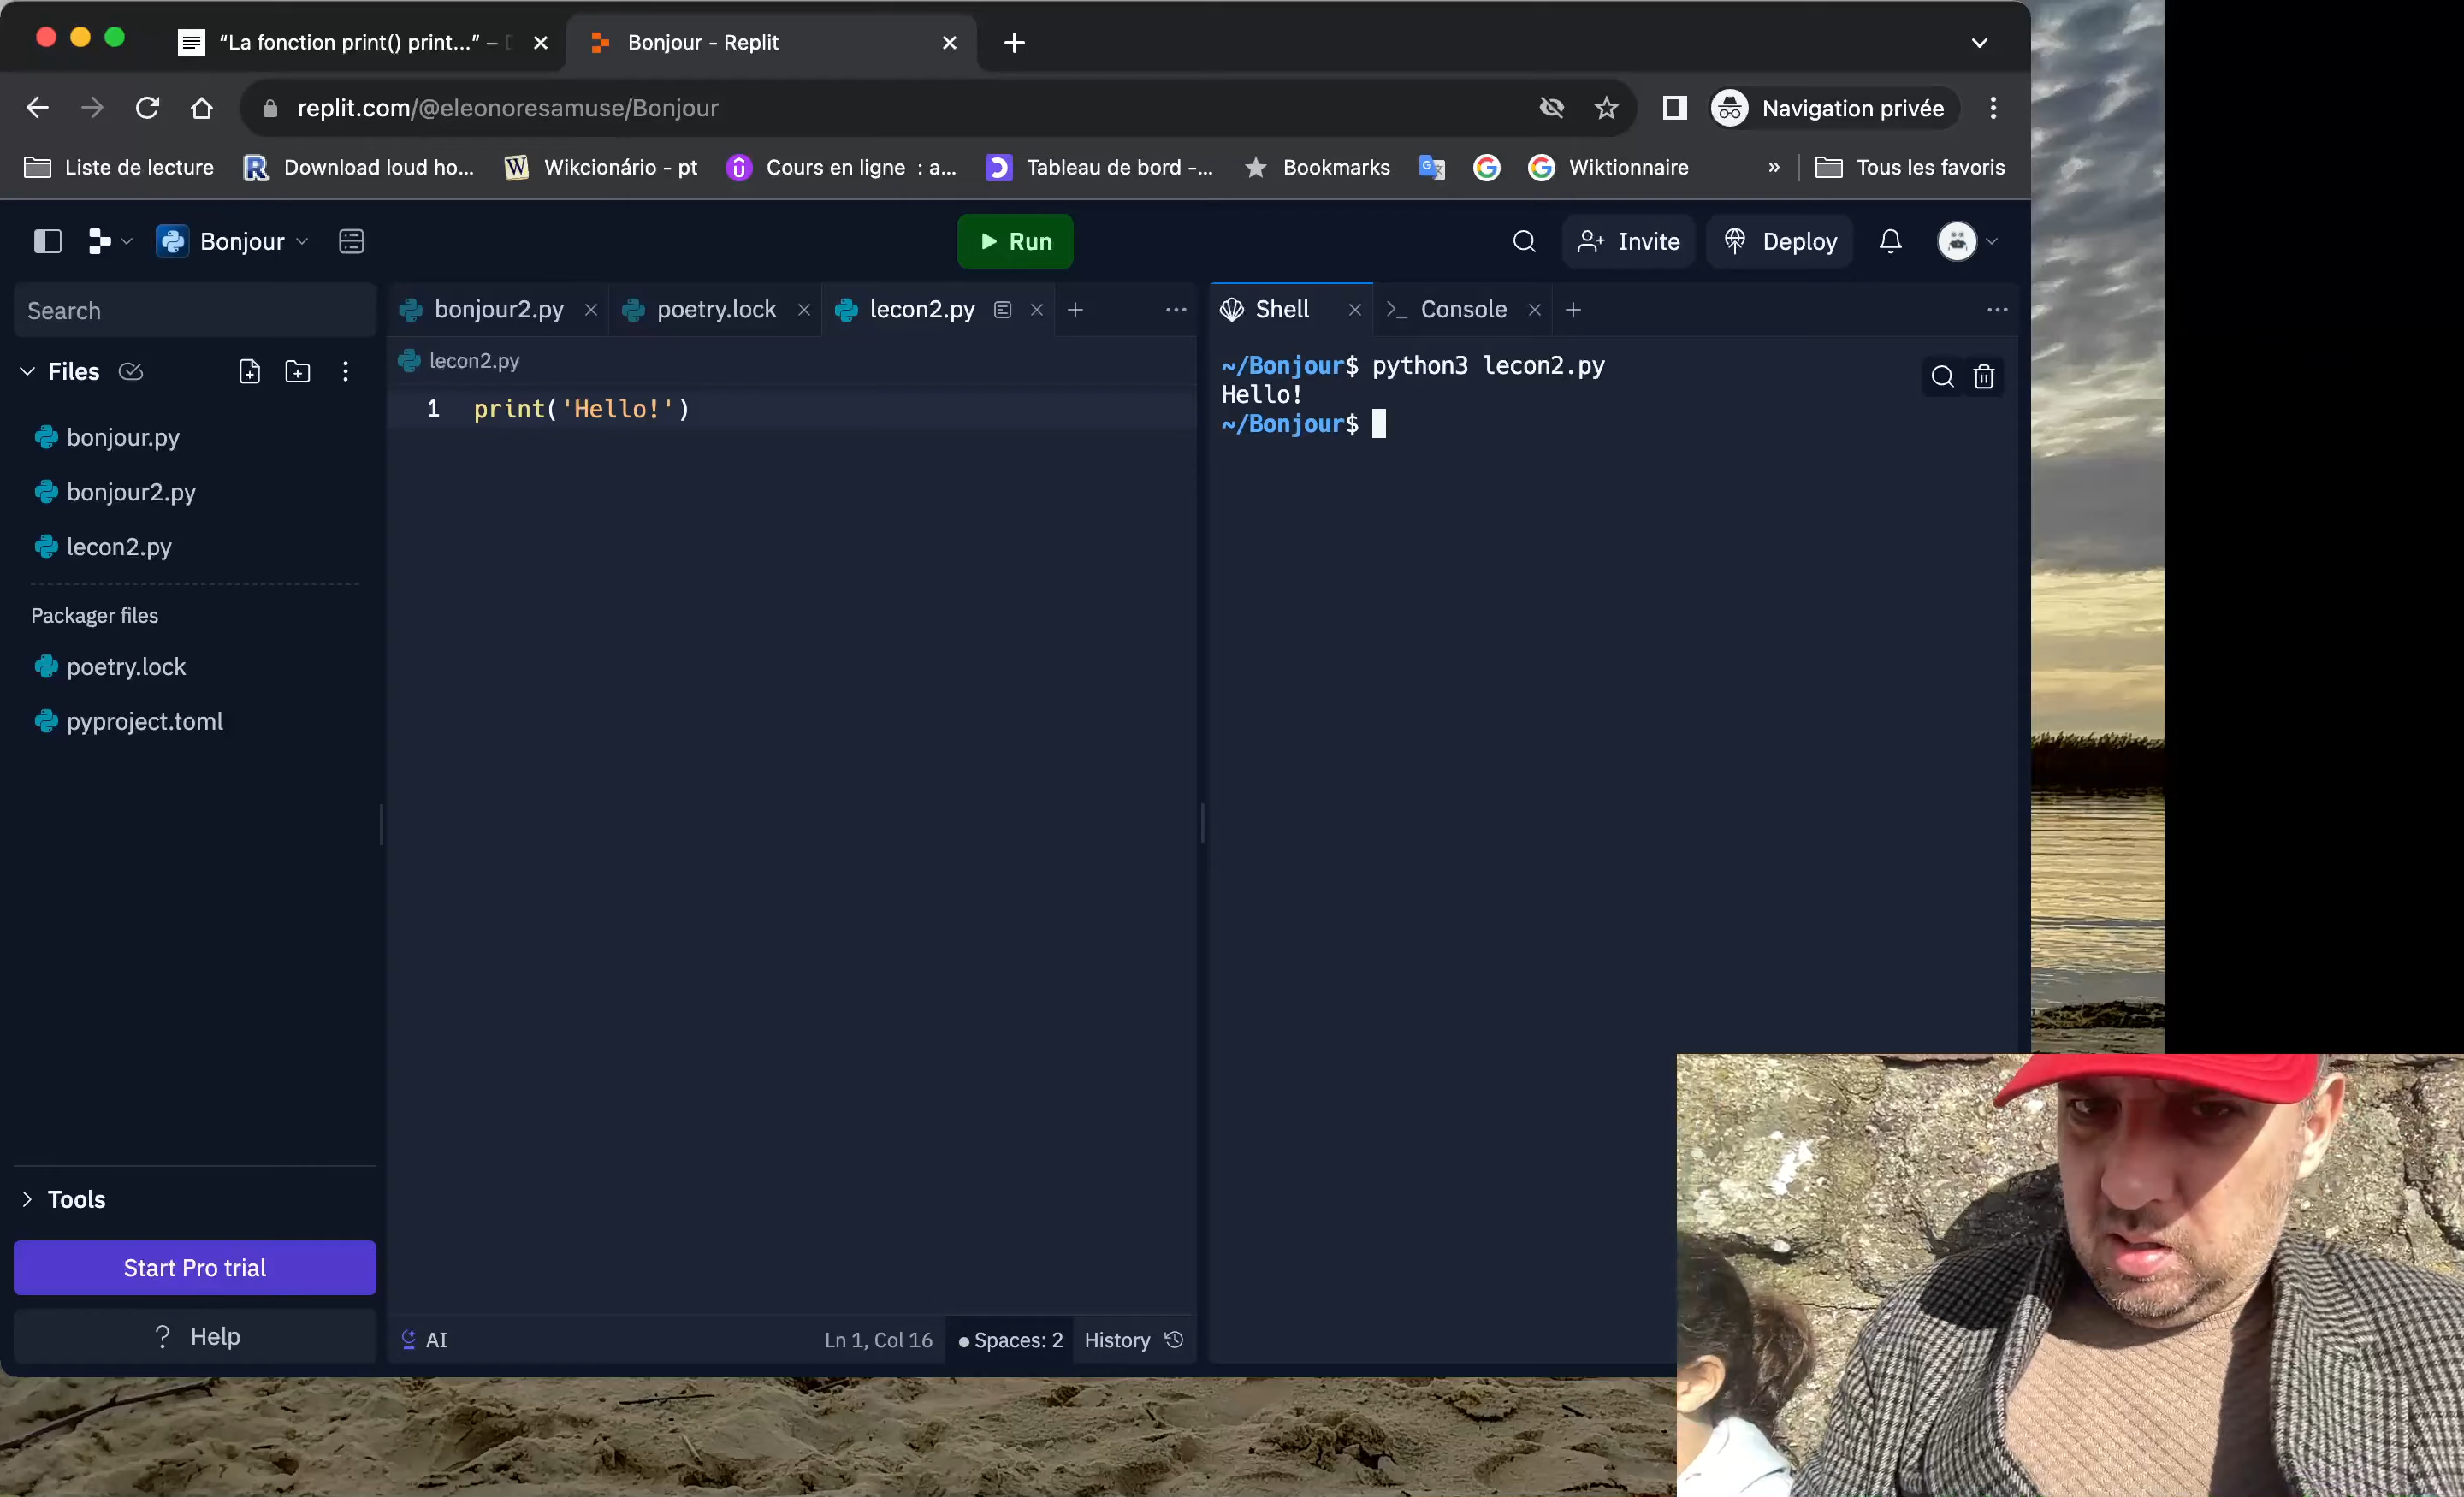 “La fonction print() print...” –
Bonjour - Replit
replit.com/@eleonoresamuse/Bonjour
Navigation privée
Liste de lecture
Download loud ho...
Wikcionário - pt
Cours en ligne : a...
Tableau de bord -...
Bookmarks
Wiktionnaire
»
Tous les favoris
Bonjour
Run
Invite
Deploy
Search
bonjour2.py
poetry.lock
lecon2.py
Shell
Console
Files
lecon2.py
~/Bonjour$ python3 lecon2.py
1 print('Hello!')
Hello!
~/Bonjour$
bonjour.py
bonjour2.py
lecon2.py
Packager files
poetry.lock
pyproject.toml
Tools
Start Pro trial
? Help
AI
Ln 1, Col 16
Spaces: 2
History